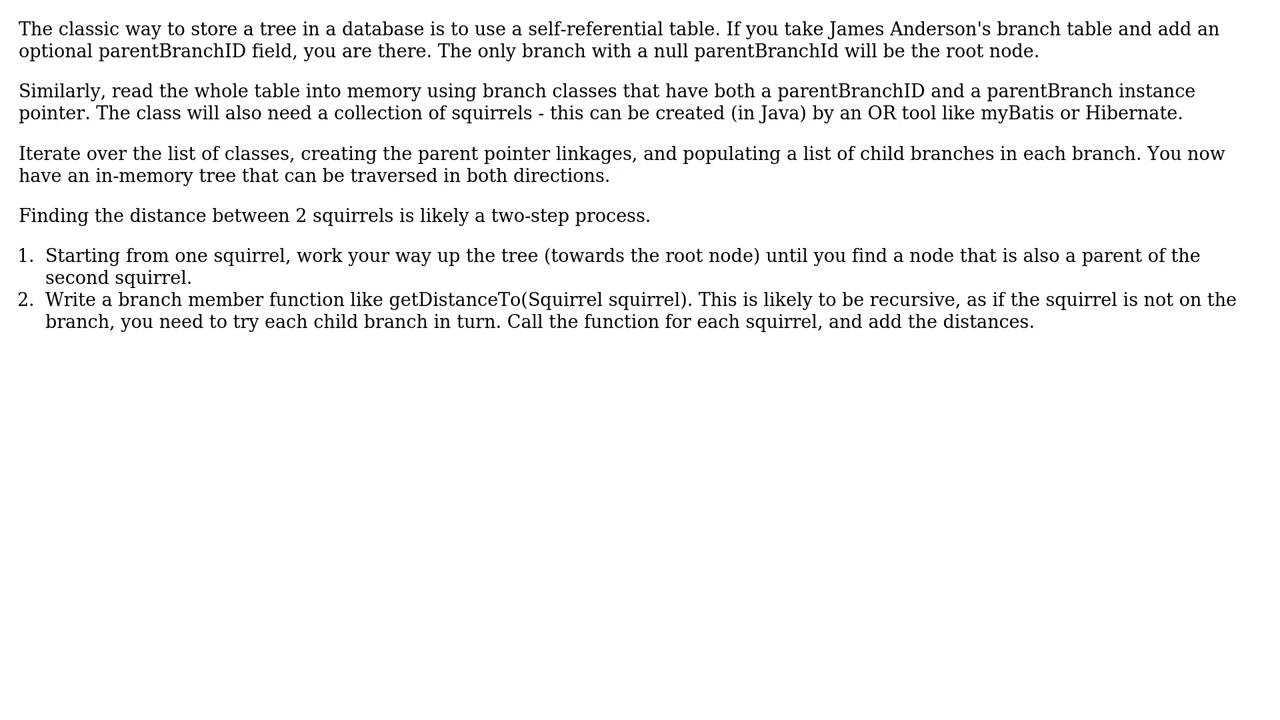 The classic way to store a tree in a database is to use a self-referential table. If you take James Anderson's branch table and add an
optional parentBranchID field, you are there. The only branch with a null parentBranchId will be the root node.
Similarly, read the whole table into memory using branch classes that have both a parentBranchID and a parentBranch instance
pointer. The class will also need a collection of squirrels - this can be created (in Java) by an OR tool like myBatis or Hibernate.
Iterate over the list of classes, creating the parent pointer linkages, and populating a list of child branches in each branch. You now
have an in-memory tree that can be traversed in both directions.
Finding the distance between 2 squirrels is likely a two-step process.
1. Starting from one squirrel, work your way up the tree (towards the root node) until you find a node that is also a parent of the
second squirrel.
2. Write a branch member function like getDistanceTo(Squirrel squirrel). This is likely to be recursive, as if the squirrel is not on the
branch, you need to try each child branch in turn. Call the function for each squirrel, and add the distances.